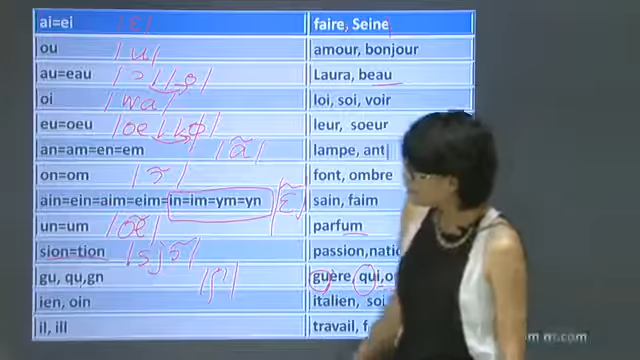 ai=ei /ɛ/ faire, Seine
ou /u/ amour, bonjour
au=eau /ɔ/ /o/ Laura, beau
oi /wa/ loi, soi, voir
eu=oeu /œ/ /ø/ leur, soeur
an=am=en=em /ɑ̃/ lampe, ant
on=om /ɔ̃/ font, ombre
ain=ein=aim=eim=in=im=ym=yn /ɛ̃/ sain, faim
un=um /œ̃/ parfum
sion=tion /sjɔ̃/ passion,natio
gu, qu,gn /ɲ/ guère, qui,o
ien, oin italien, soi
il, ill travail, f